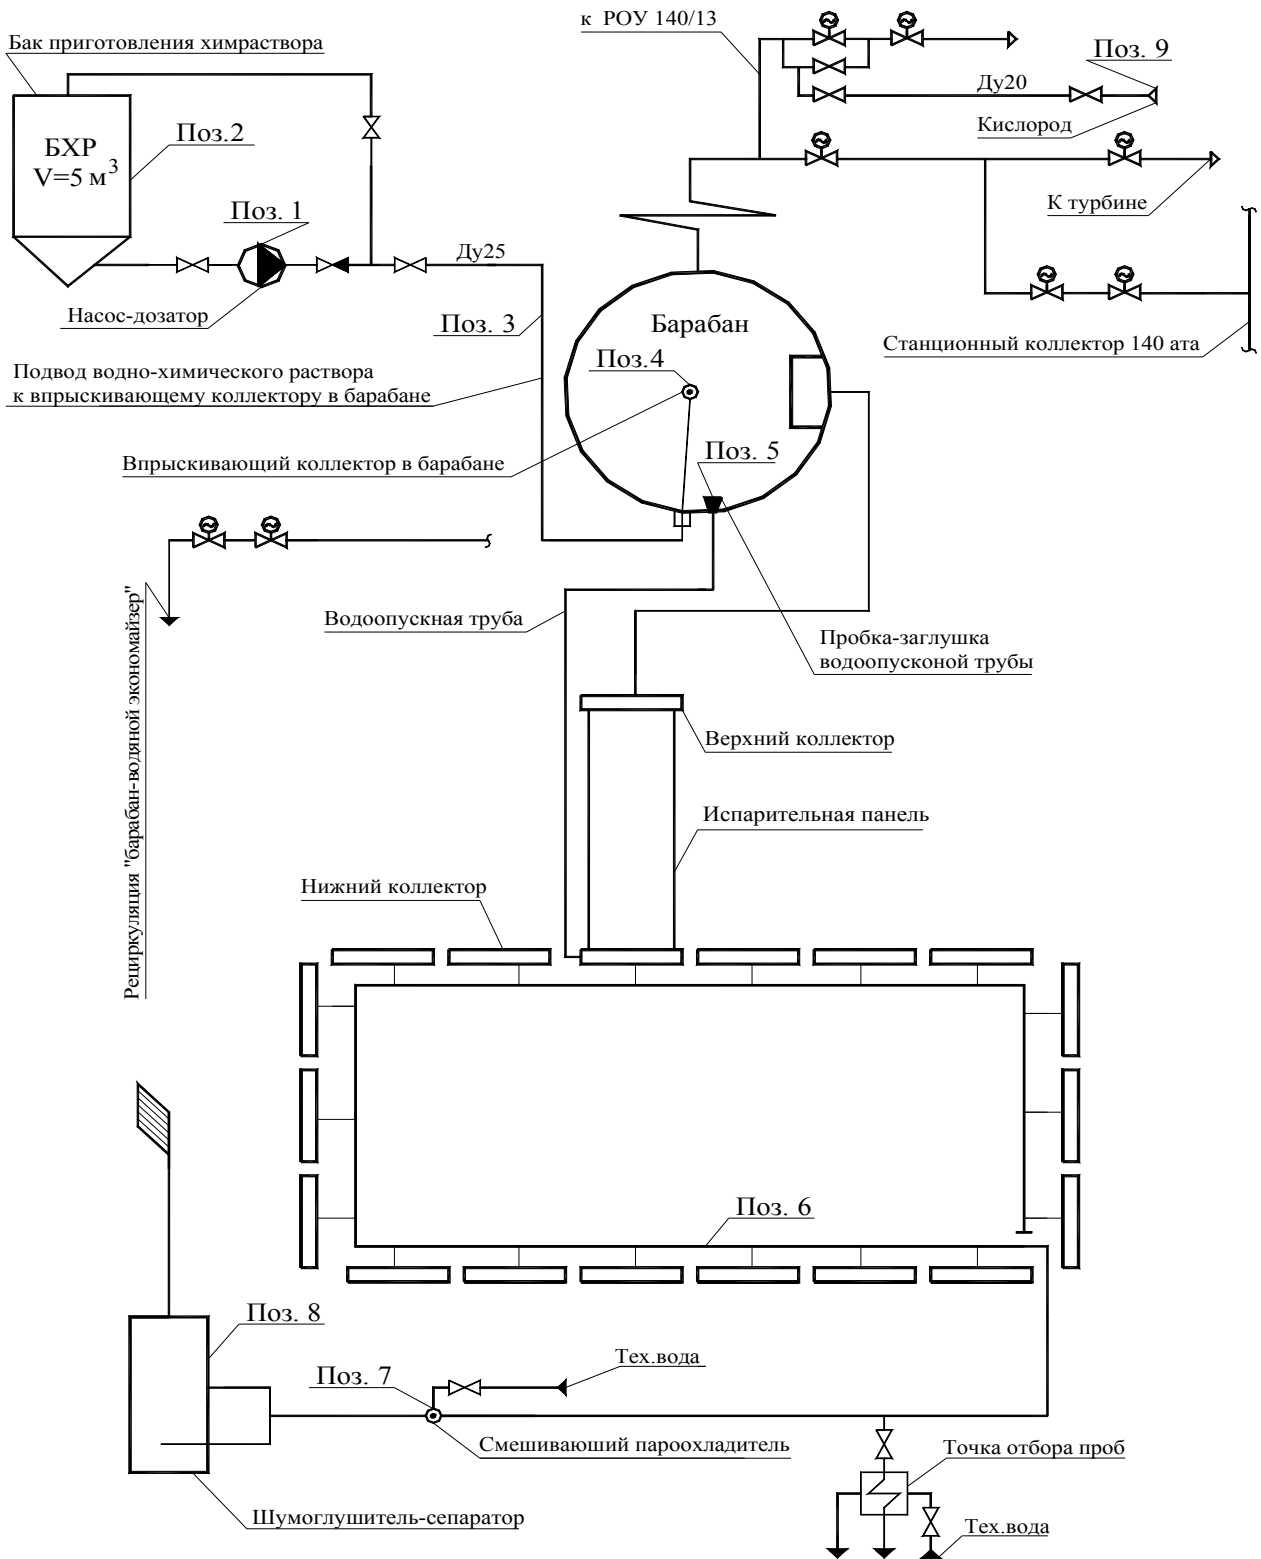 к РОУ 140/13
Бак приготовления химраствора
Поз. 9
Ду20
Кислород
БХР
V=5 м³
Поз.2
Поз. 1
К турбине
Ду25
Насос-дозатор
Поз. 3
Барабан
Поз.4
Станционный коллектор 140 ата
Подвод водно-химического раствора
к впрыскивающему коллектору в барабане
Впрыскивающий коллектор в барабане
Поз. 5
Рециркуляция "барабан-водяной экономайзер"
Водоопускная труба
Пробка-заглушка
водоопусконой трубы
Верхний коллектор
Испарительная панель
Нижний коллектор
Поз. 6
Поз. 8
Поз. 7
Тех.вода
Смешиваюший пароохладитель
Точка отбора проб
Шумоглушитель-сепаратор
Тех.вода